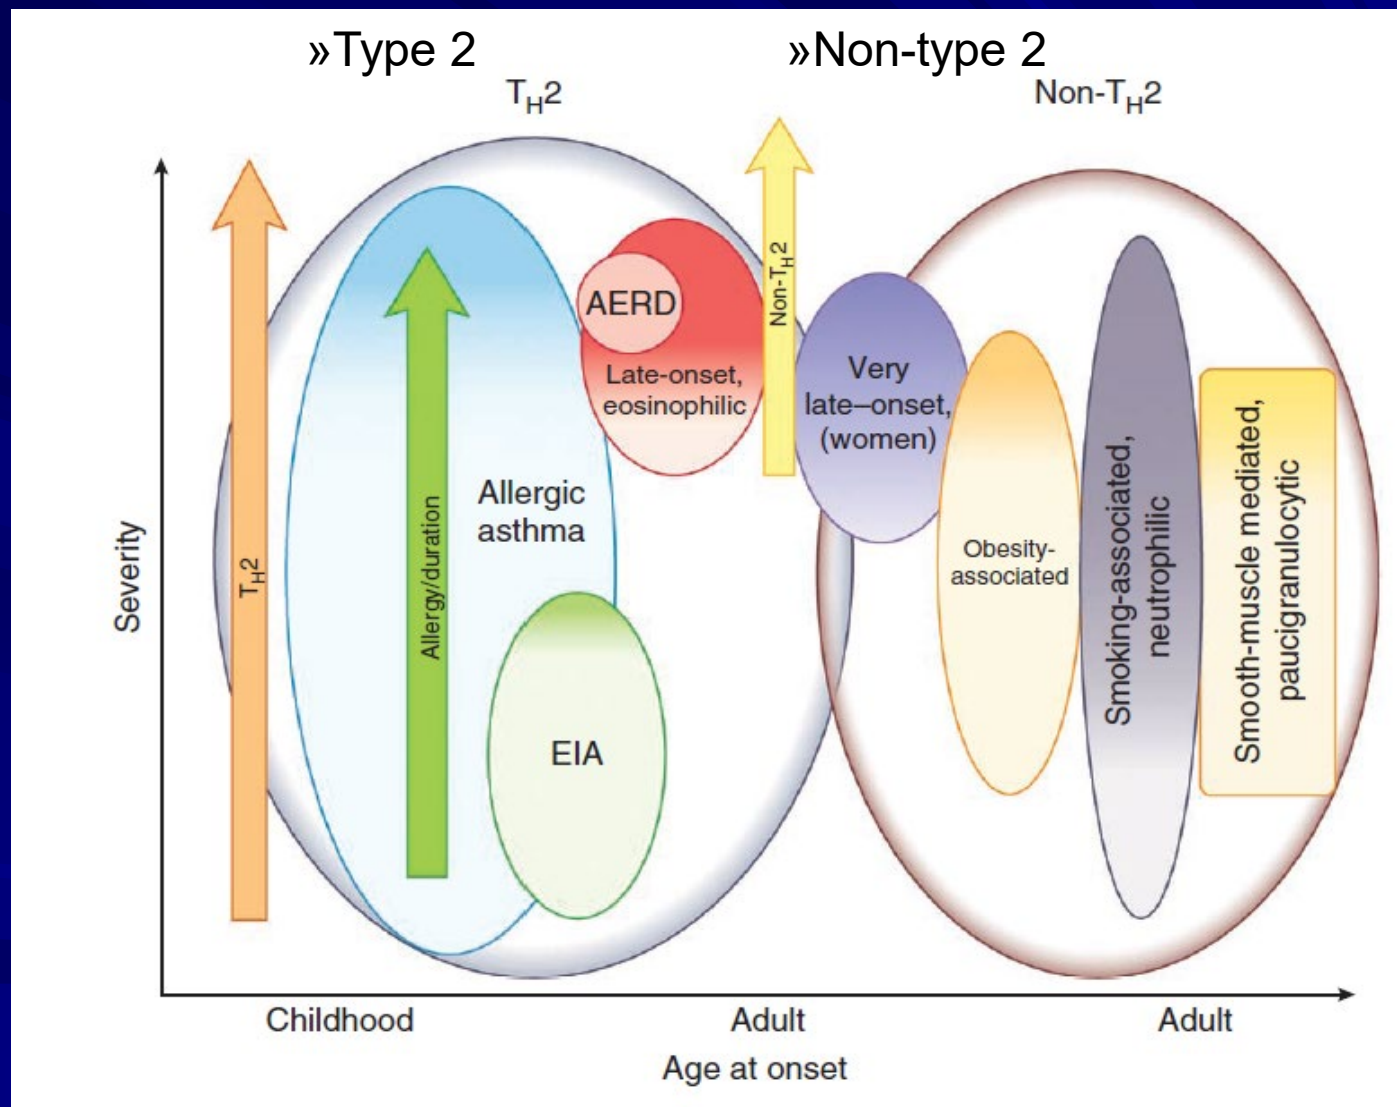 »Type 2
»Non-type 2
TH2
Non-TH2
Severity
TH2
Allergy/duration
Allergic
asthma
EIA
AERD
Late-onset,
eosinophilic
Non-TH2
Very
late–onset,
(women)
Obesity-
associated
Smoking-associated,
neutrophilic
Smooth-muscle mediated,
paucigranulocytic
Childhood
Adult
Adult
Age at onset